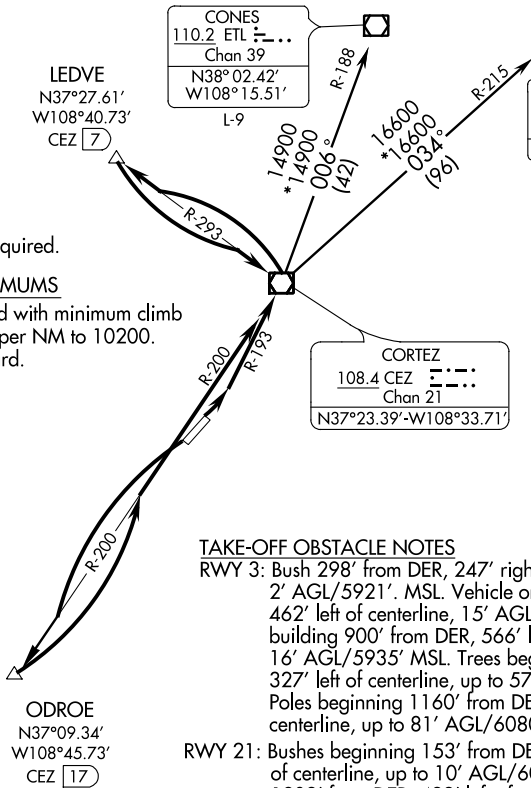 CONES
110.2 ETL
Chan 39
N38° 02.42'
W108° 15.51'
L-9
LEDVE
N37°27.61'
W108°40.73'
CEZ 7
R-188
R-215
14900
*14900
006°
(42)
16600
*16600
034°
(96)
R-293
quired.
MUMS
d with minimum climb
per NM to 10200.
rd.
CORTEZ
108.4 CEZ
Chan 21
N37°23.39'-W108°33.71'
R-200
R-193
R-200
ODROE
N37°09.34'
W108°45.73'
CEZ 17
TAKE-OFF OBSTACLE NOTES
RWY 3: Bush 298' from DER, 247' righ
2' AGL/5921'. MSL. Vehicle o
462' left of centerline, 15' AGL
building 900' from DER, 566' l
16' AGL/5935' MSL. Trees beg
327' left of centerline, up to 57
Poles beginning 1160' from DE
centerline, up to 81' AGL/6080
RWY 21: Bushes beginning 153' from DE
of centerline, up to 10' AGL/60